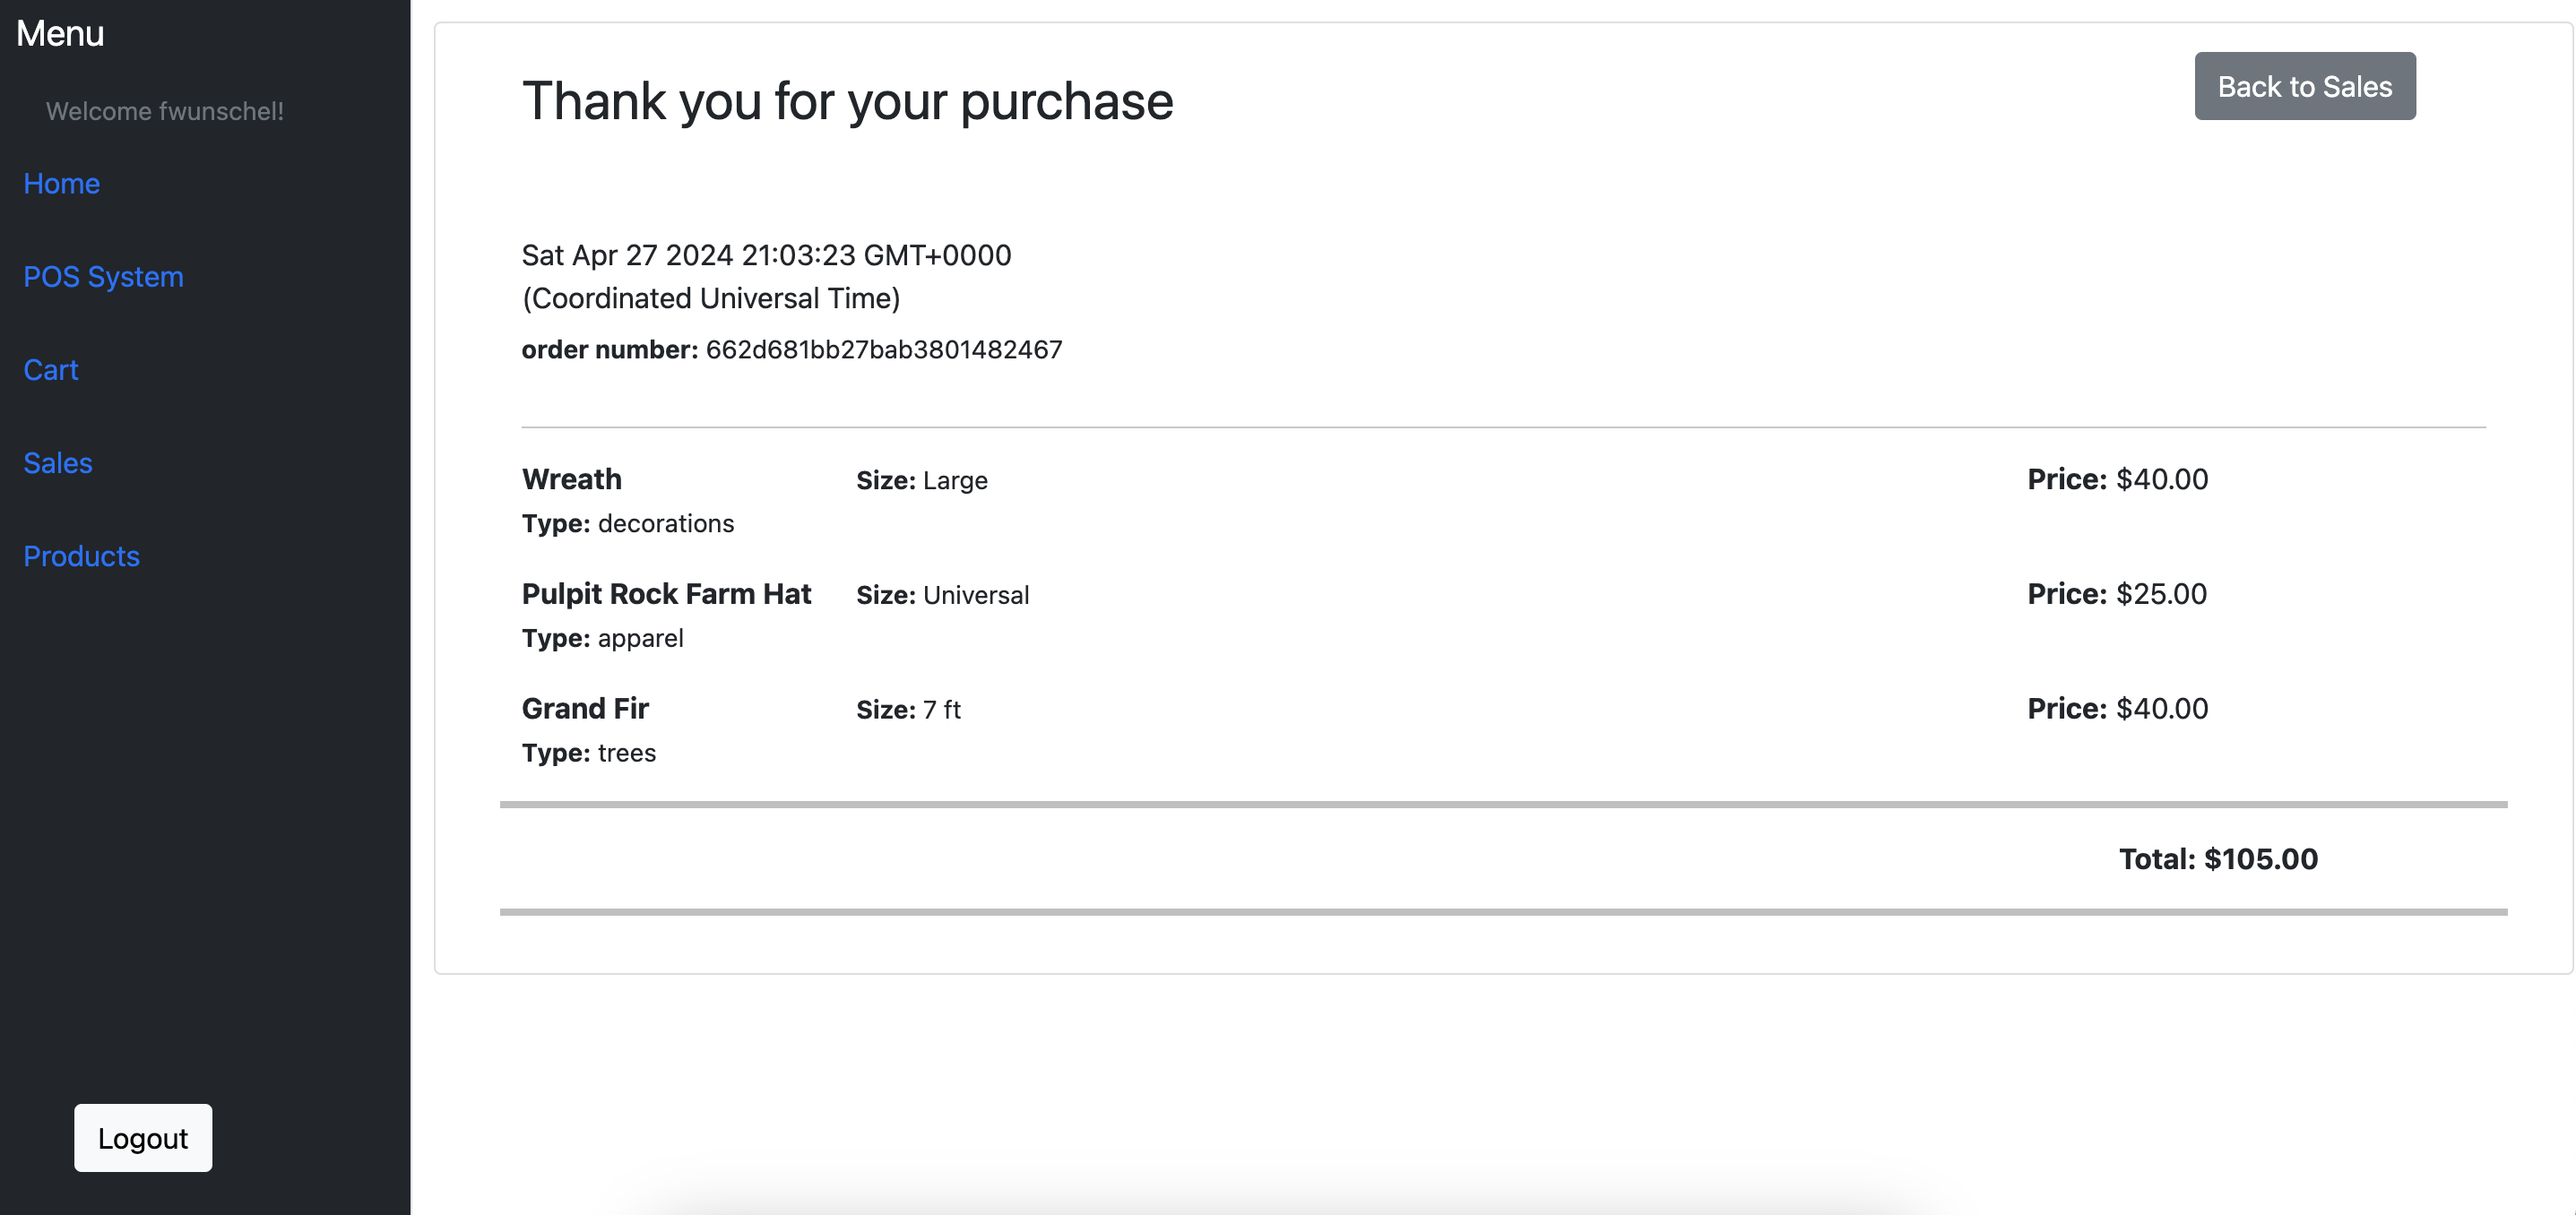 Menu
Welcome fwunschel!
Home
POS System
Cart
Sales
Products
Logout
Thank you for your purchase
Back to Sales
Sat Apr 27 2024 21:03:23 GMT+0000
(Coordinated Universal Time)
order number: 662d681bb27bab3801482467
Wreath Size: Large Price: $40.00
Type: decorations
Pulpit Rock Farm Hat Size: Universal Price: $25.00
Type: apparel
Grand Fir Size: 7 ft Price: $40.00
Type: trees
Total: $105.00